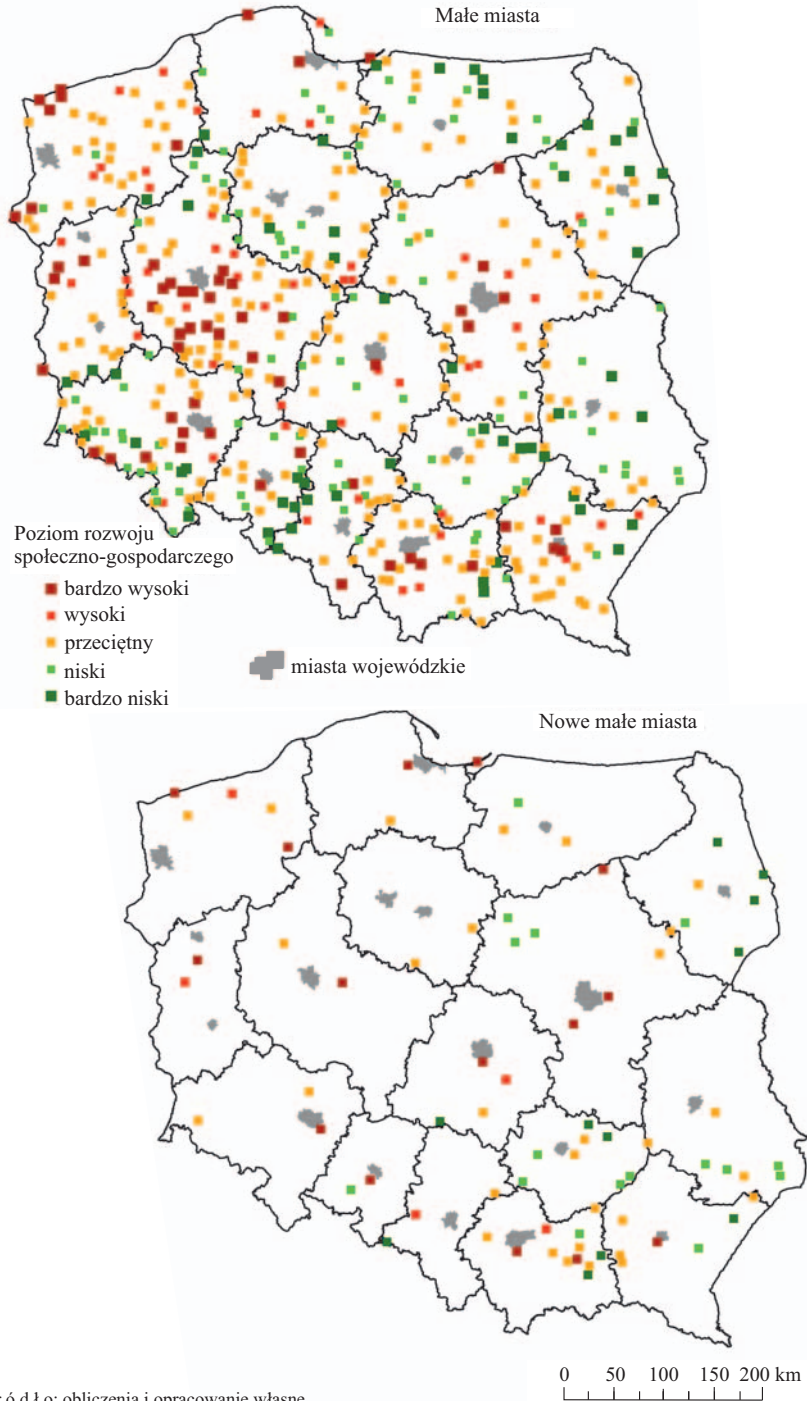 Małe miasta
Poziom rozwoju
społeczno-gospodarczego
bardzo wysoki
wysoki
przeciętny
niski
bardzo niski
miasta wojewódzkie
Nowe małe miasta
0 50 100 150 200 km
r ó d ł o: obliczenia i opracowanie własne